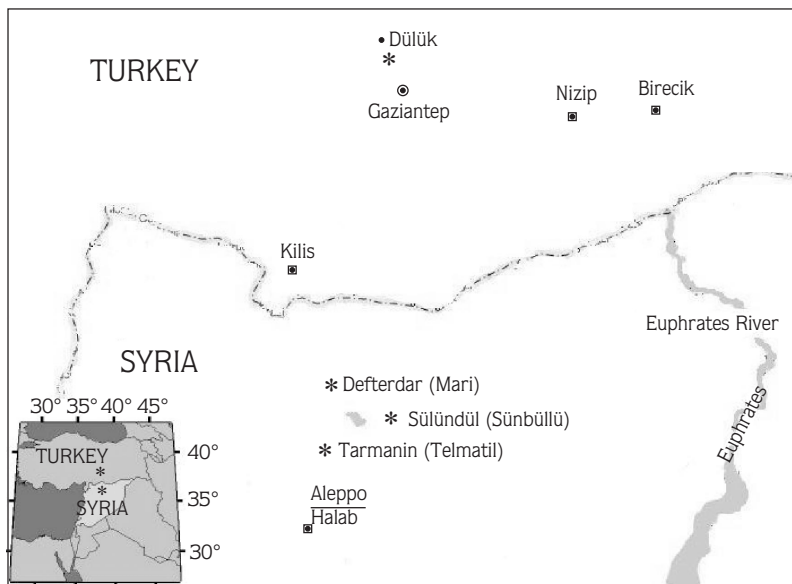 Dülük
TURKEY
Gaziantep
Nizip
Birecik
Kilis
Euphrates River
SYRIA
* Defterdar (Mari)
* Sülündül (Sünbüllü)
* Tarmanin (Telmatil)
Euphrates
Aleppo
Halab
30° 35° 40° 45°
TURKEY
40°
35°
SYRIA
30°